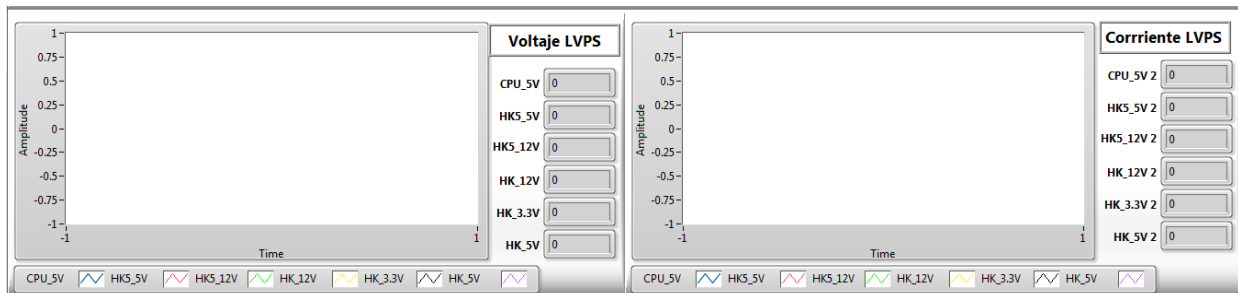 Voltaje LVPS
1
0.75
0.5
0.25
0
-0.25
-0.5
-0.75
-1
Amplitude
-1 1
Time
CPU_5V 0
HK5_5V 0
HK5_12V 0
HK_12V 0
HK_3.3V 0
HK_5V 0
CPU_5V HK5_5V HK5_12V HK_12V HK_3.3V HK_5V
Corrriente LVPS
1
0.75
0.5
0.25
0
-0.25
-0.5
-0.75
-1
Amplitude
-1 1
Time
CPU_5V 2 0
HK5_5V 2 0
HK5_12V 2 0
HK_12V 2 0
HK_3.3V 2 0
HK_5V 2 0
CPU_5V HK5_5V HK5_12V HK_12V HK_3.3V HK_5V